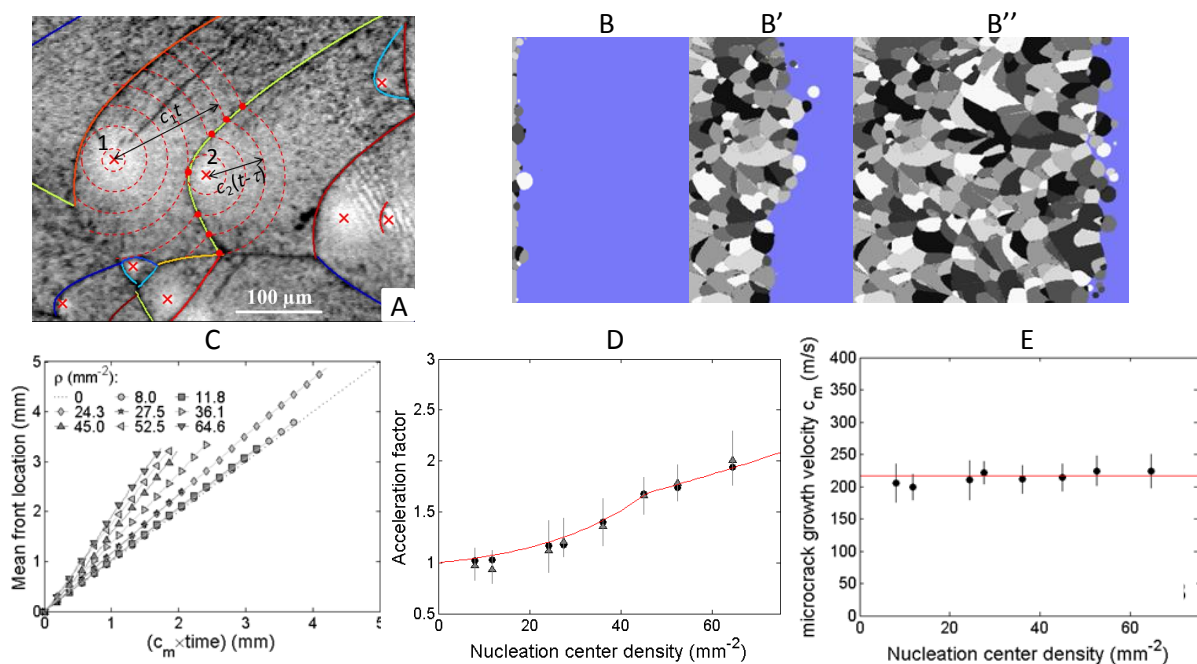 B B’ B’’
1
c₁t
2
c₂(t-τ)
100 µm
A
C D E
Mean front location (mm)
5
4
3
2
1
0
ρ (mm⁻²):
0 8.0 11.8
24.3 27.5 36.1
45.0 52.5 64.6
0 1 2 3 4 5
(cₘ×time) (mm)
Acceleration factor
3
2.5
2
1.5
1
0.5
0 20 40 60
Nucleation center density (mm⁻²)
microcrack growth velocity cₘ (m/s)
400
350
300
250
200
150
100
50
0
0 20 40 60
Nucleation center density (mm⁻²)